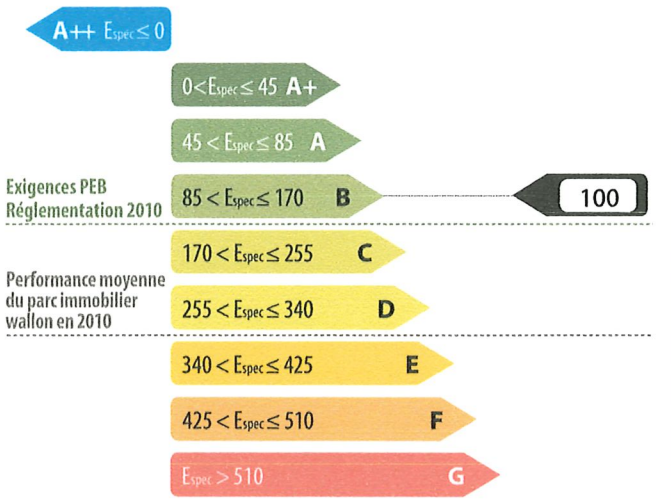 A++ Espec ≤ 0
0 < Espec ≤ 45 A+
45 < Espec ≤ 85 A
Exigences PEB
Réglementation 2010
85 < Espec ≤ 170 B
100
170 < Espec ≤ 255 C
Performance moyenne
du parc immobilier
wallon en 2010
255 < Espec ≤ 340 D
340 < Espec ≤ 425 E
425 < Espec ≤ 510 F
Espec > 510 G